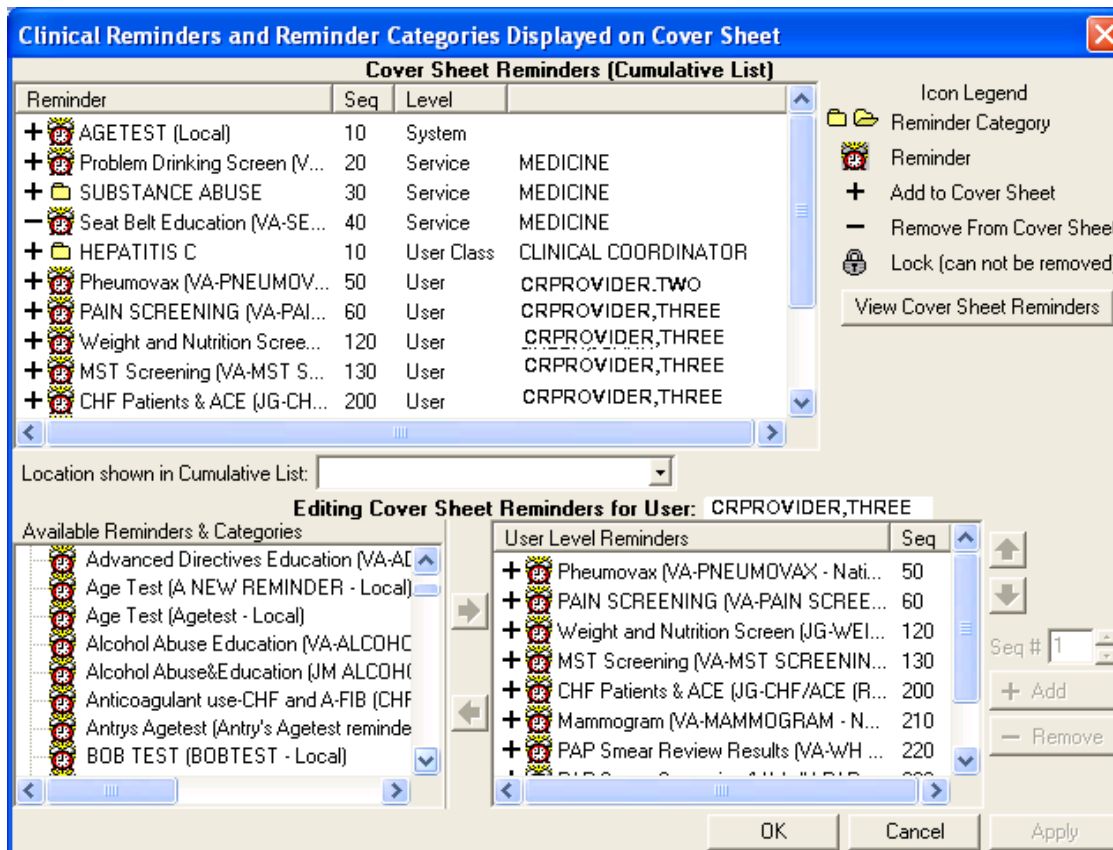 Clinical Reminders and Reminder Categories Displayed on Cover Sheet
Cover Sheet Reminders (Cumulative List)
Reminder Seq Level
+ AGETEST (Local) 10 System
+ Problem Drinking Screen (V... 20 Service MEDICINE
+ SUBSTANCE ABUSE 30 Service MEDICINE
− Seat Belt Education (VA-SE... 40 Service MEDICINE
+ HEPATITIS C 10 User Class CLINICAL COORDINATOR
+ Pheumovax (VA-PNEUMOV... 50 User CRPROVIDER.TWO
+ PAIN SCREENING (VA-PAI... 60 User CRPROVIDER,THREE
+ Weight and Nutrition Scree... 120 User CRPROVIDER,THREE
+ MST Screening (VA-MST S... 130 User CRPROVIDER,THREE
+ CHF Patients & ACE (JG-CH... 200 User CRPROVIDER,THREE
Icon Legend
Reminder Category
Reminder
+ Add to Cover Sheet
− Remove From Cover Sheet
Lock (can not be removed)
View Cover Sheet Reminders
Location shown in Cumulative List:
Editing Cover Sheet Reminders for User: CRPROVIDER,THREE
Available Reminders & Categories
Advanced Directives Education (VA-AD
Age Test (A NEW REMINDER - Local)
Age Test (Agetest - Local)
Alcohol Abuse Education (VA-ALCOHO
Alcohol Abuse&Education (JM ALCOH
Anticoagulant use-CHF and A-FIB (CHF
Antrys Agetest (Antry's Agetest reminde
BOB TEST (BOBTEST - Local)
User Level Reminders Seq
+ Pheumovax (VA-PNEUMOVAX - Nati... 50
+ PAIN SCREENING (VA-PAIN SCREE... 60
+ Weight and Nutrition Screen (JG-WEI... 120
+ MST Screening (VA-MST SCREENIN... 130
+ CHF Patients & ACE (JG-CHF/ACE (R... 200
+ Mammogram (VA-MAMMOGRAM - N... 210
+ PAP Smear Review Results (VA-WH ... 220
Seq # 1
+ Add
− Remove
OK Cancel Apply